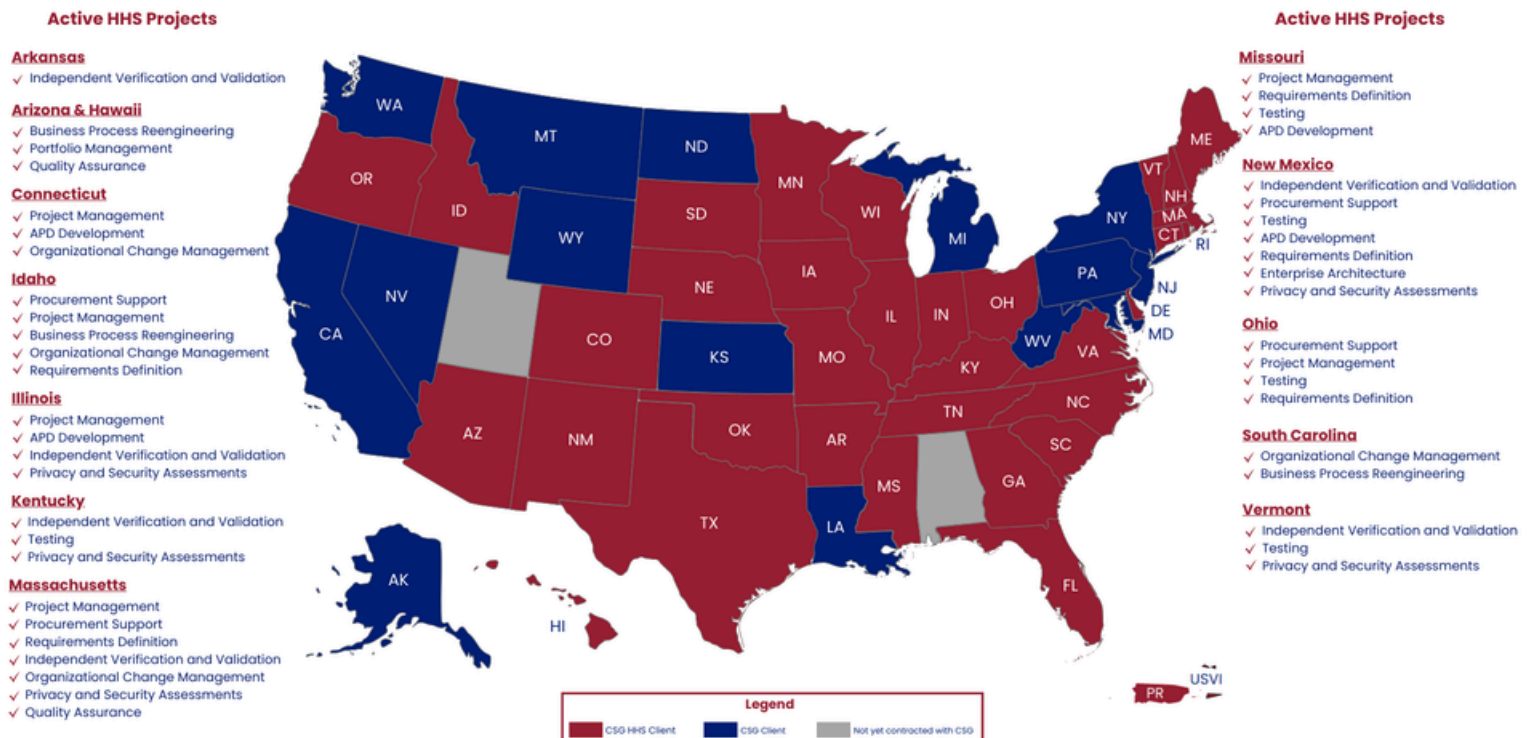 Active HHS Projects
Arkansas
Independent Verification and Validation
Arizona & Hawaii
Business Process Reengineering
Portfolio Management
Quality Assurance
Connecticut
Project Management
APD Development
Organizational Change Management
Idaho
Procurement Support
Project Management
Business Process Reengineering
Organizational Change Management
Requirements Definition
Illinois
Project Management
APD Development
Independent Verification and Validation
Privacy and Security Assessments
Kentucky
Independent Verification and Validation
Testing
Privacy and Security Assessments
Massachusetts
Project Management
Procurement Support
Requirements Definition
Independent Verification and Validation
Organizational Change Management
Privacy and Security Assessments
Quality Assurance
WA
MT
ND
MN
ME
VT
NH
MA
CT
RI
OR
ID
SD
WI
NY
WY
MI
IA
PA
NE
NJ
NV
OH
DE
IL
IN
CA
CO
MD
WV
KS
MO
VA
KY
NC
TN
AZ
NM
OK
AR
SC
MS
GA
TX
LA
AK
FL
HI
USVI
PR
Legend
CSG HHS Client
CSG Client
Not yet contracted with CSG
Active HHS Projects
Missouri
Project Management
Requirements Definition
Testing
APD Development
New Mexico
Independent Verification and Validation
Procurement Support
Testing
APD Development
Requirements Definition
Enterprise Architecture
Privacy and Security Assessments
Ohio
Procurement Support
Project Management
Testing
Requirements Definition
South Carolina
Organizational Change Management
Business Process Reengineering
Vermont
Independent Verification and Validation
Testing
Privacy and Security Assessments